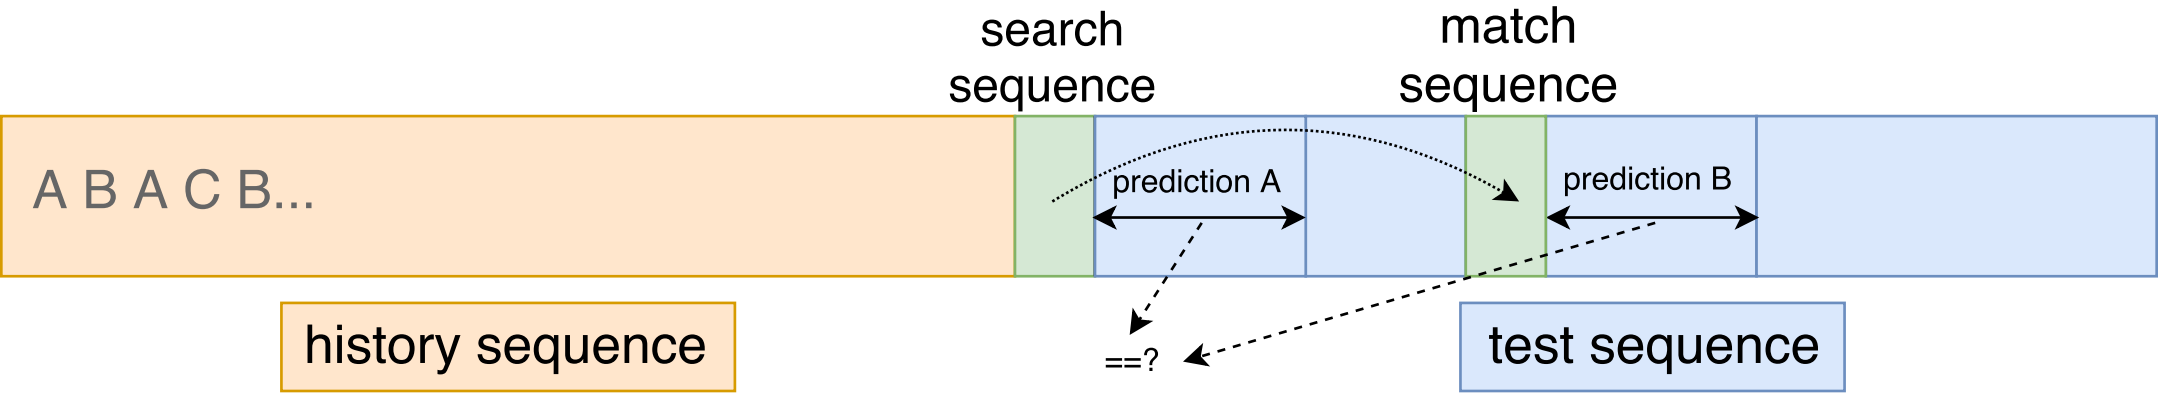 search
sequence
match
sequence
A B A C B...
prediction A
prediction B
history sequence
==?
test sequence